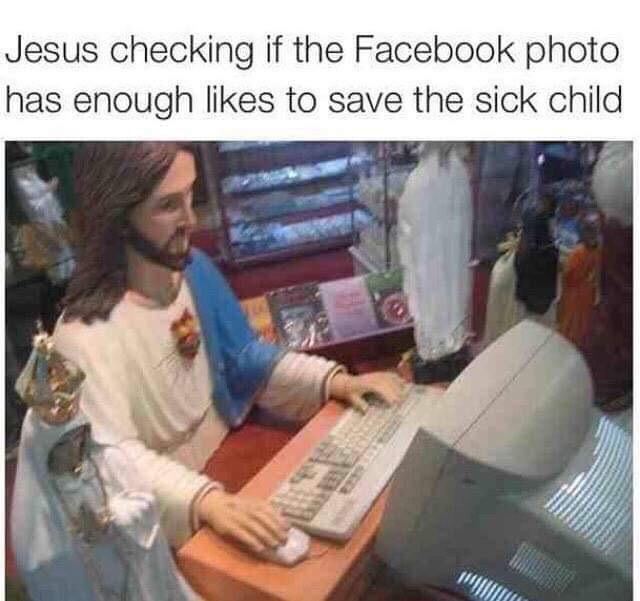 Jesus checking if the Facebook photo
has enough likes to save the sick child